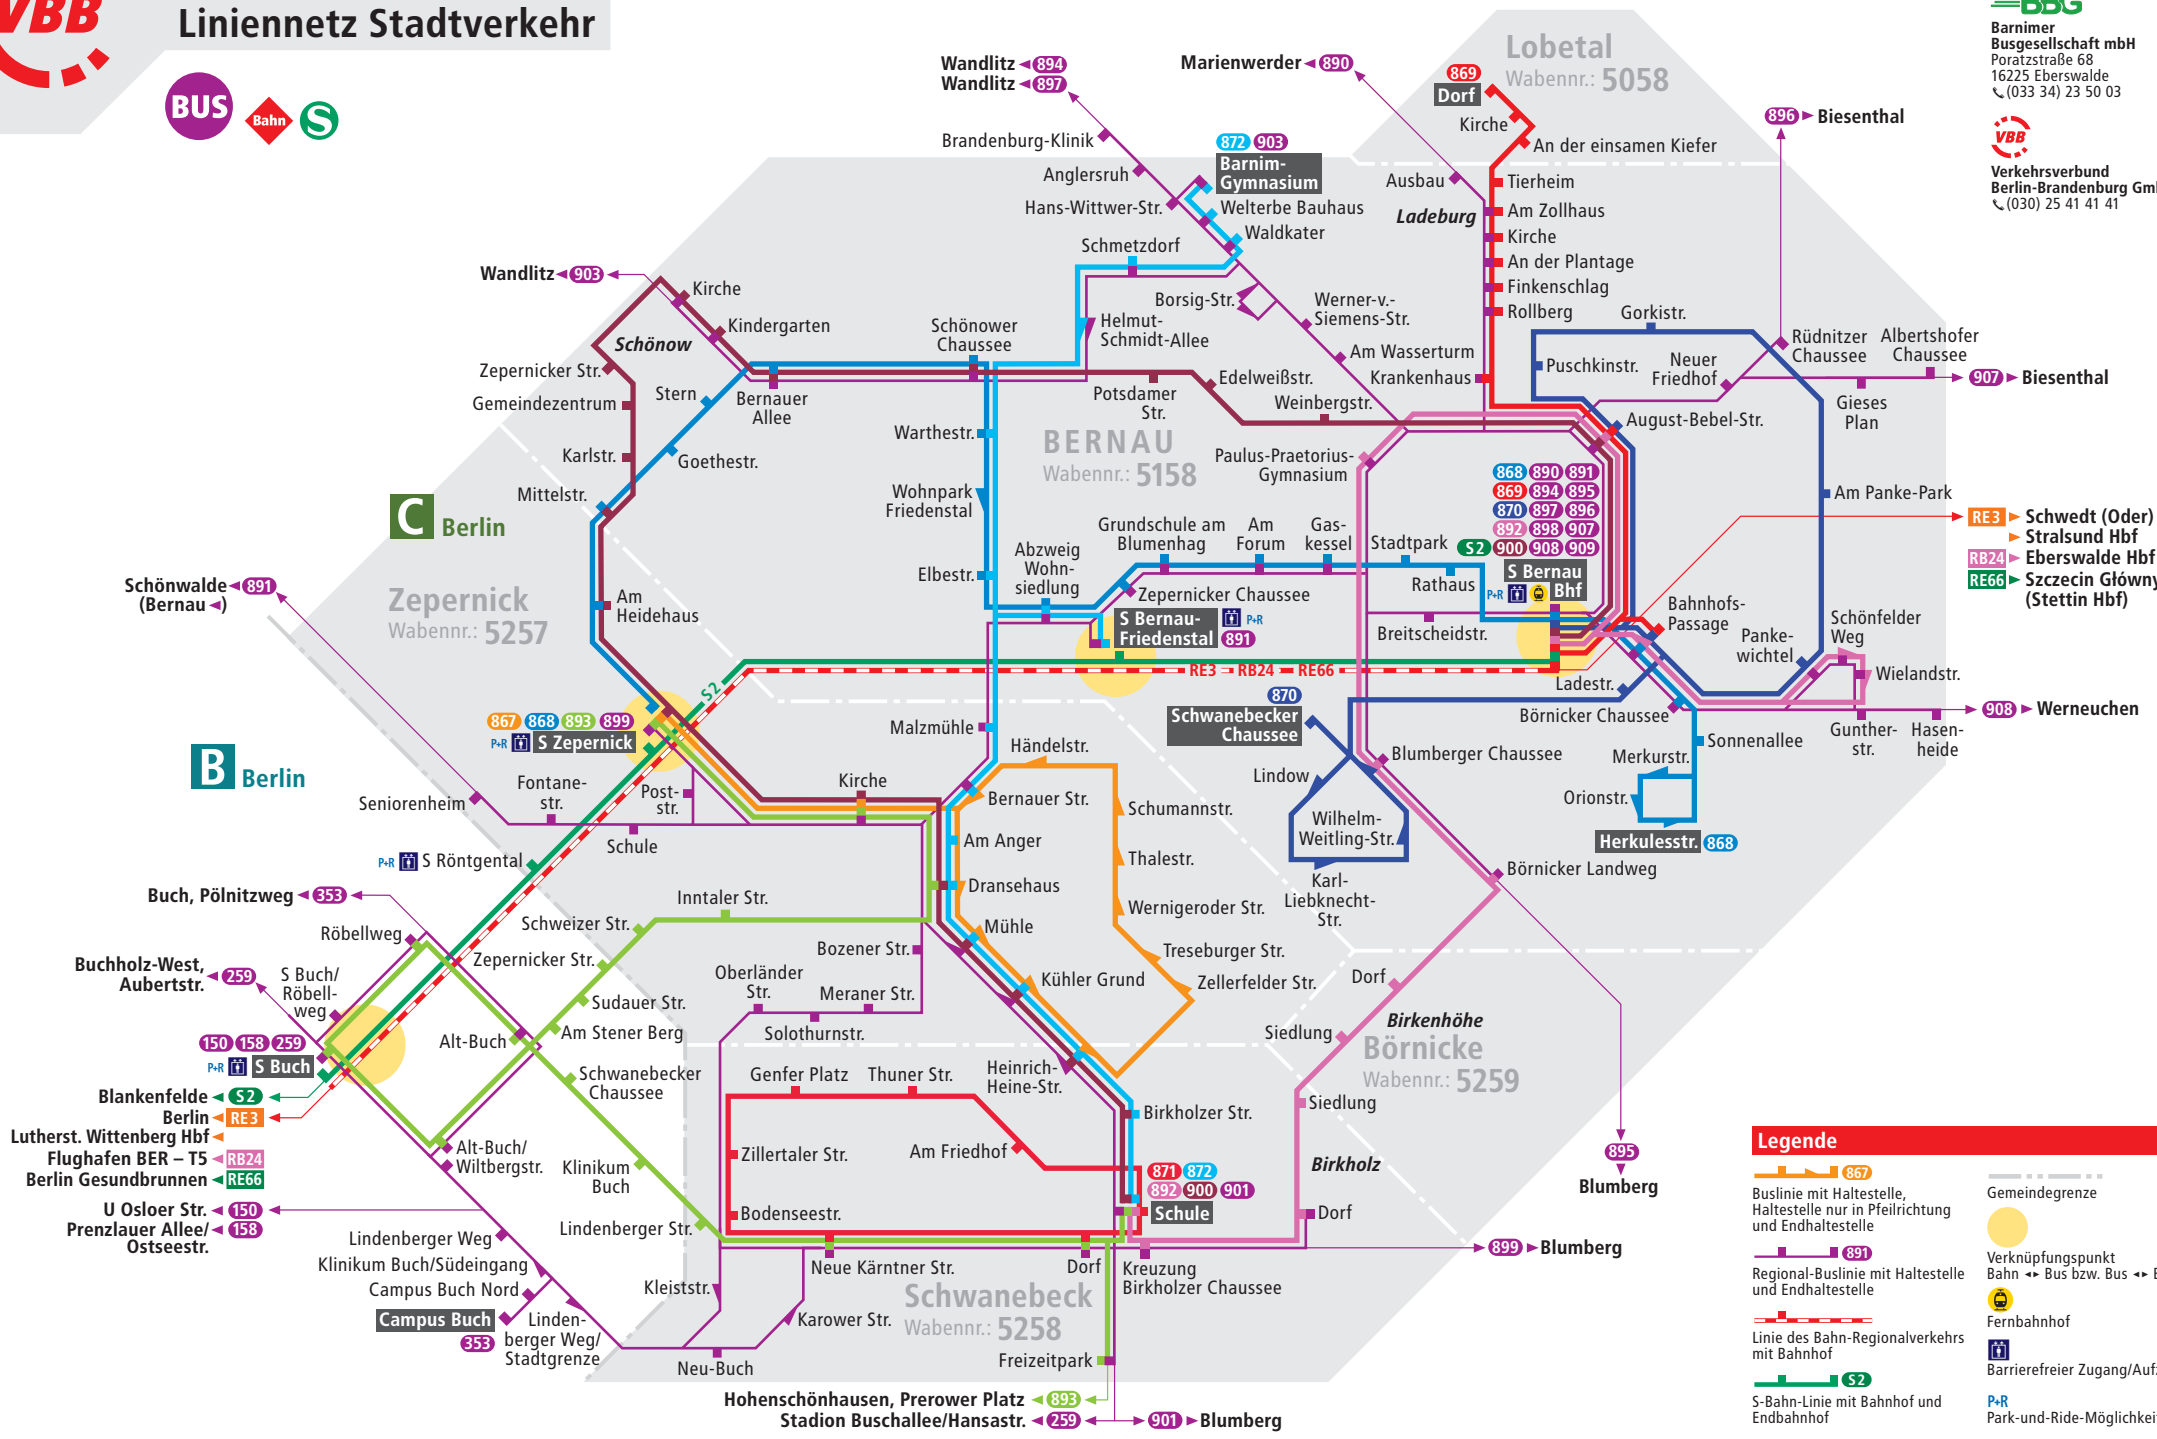 VBB
Liniennetz Stadtverkehr
BUS
Bahn
S
BBG
Barnimer
Busgesellschaft mbH
Poratzstraße 68
16225 Eberswalde
(033 34) 23 50 03
VBB
Verkehrsverbund
Berlin-Brandenburg
(030) 25 41 41 41
Lobetal
Wabennr.: 5058
869
Dorf
Kirche
An der einsamen Kiefer
Wandlitz 894
Wandlitz 897
Marienwerder 890
896 Biesenthal
Brandenburg-Klinik
Anglersruh
Hans-Wittwer-Str.
872 903
Barnim-
Gymnasium
Welterbe Bauhaus
Waldkater
Schmetzdorf
Ausbau
Ladeburg
Tierheim
Am Zollhaus
Kirche
An der Plantage
Finkenschlag
Rollberg
Wandlitz 903
Kirche
Kindergarten
Schönow
Zepernicker Str.
Gemeindezentrum
Karlstr.
Mittelstr.
Stern
Goethestr.
Bernauer
Allee
Schönower
Chaussee
Helmut-
Schmidt-Allee
Borsig-Str.
Werner-v.-
Siemens-Str.
Am Wasserturm
Krankenhaus
Potsdamer
Str.
Edelweißstr.
Weinbergstr.
Gorkistr.
Puschkinstr.
Neuer
Friedhof
Rüdnitzer
Chaussee
Albertshofer
Chaussee
907 Biesenthal
Gieses
Plan
August-Bebel-Str.
Am Panke-Park
BERNAU
Wabennr.: 5158
Warthestr.
Wohnpark
Friedenstal
Elbestr.
Paulus-Praetorius-
Gymnasium
868 890 891
869 894 895
870 897 896
892 898 907
S2 900 908 909
S Bernau
P+R Bhf
Grundschule am
Blumenhag
Am
Forum
Gas-
kessel
Stadtpark
Rathaus
Abzweig
Wohn-
siedlung
Zepernicker Chaussee
S Bernau-
Friedenstal
P+R
891
Breitscheidstr.
Bahnhofs-
Passage
Panke-
wichtel
Schönfelder
Weg
Wielandstr.
Ladestr.
Börnicker Chaussee
Gunther-
str.
Hasen-
heide
908 Werneuchen
RE3 Schwedt (Oder)
Stralsund Hbf
RB24 Eberswalde Hbf
RE66 Szczecin Główny
(Stettin Hbf)
C Berlin
B Berlin
Schönwalde 891
(Bernau )
Zepernick
Wabennr.: 5257
Am
Heidehaus
S2
RE3 RB24 RE66
867 868 893 899
P+R S Zepernick
Malzmühle
Händelstr.
870
Schwanebecker
Chaussee
Lindow
Wilhelm-
Weitling-Str.
Karl-
Liebknecht-
Str.
Blumberger Chaussee
Sonnenallee
Merkurstr.
Orionstr.
Herkulesstr. 868
Seniorenheim
Fontane-
str.
Post-
str.
Schule
Kirche
Bernauer Str.
Schumannstr.
Am Anger
Thalestr.
Dransehaus
Wernigeroder Str.
Mühle
Treseburger Str.
Kühler Grund
Zellerfelder Str.
Börnicker Landweg
P+R S Röntgental
Buch, Pölnitzweg 353
Röbellweg
Buchholz-West,
Aubertstr.
259
S Buch/
Röbell-
weg
150 158 259
P+R S Buch
Blankenfelde S2
Berlin RE3
Lutherst. Wittenberg Hbf
Flughafen BER – T5 RB24
Berlin Gesundbrunnen RE66
U Osloer Str. 150
Prenzlauer Allee/
Ostseestr.
158
Inntaler Str.
Schweizer Str.
Zepernicker Str.
Sudauer Str.
Am Stener Berg
Alt-Buch
Schwanebecker
Chaussee
Alt-Buch/
Wiltbergstr.
Klinikum
Buch
Lindenberger Str.
Bozener Str.
Oberländer
Str.
Meraner Str.
Solothurnstr.
Heinrich-
Heine-Str.
Genfer Platz
Thuner Str.
Zillertaler Str.
Am Friedhof
Bodenseestr.
Birkholzer Str.
871 872
892 900 901
Schule
Dorf
Siedlung
Birkenhöhe
Börnicke
Wabennr.: 5259
Siedlung
Birkholz
Dorf
895
Blumberg
899 Blumberg
Lindenberger Weg
Klinikum Buch/Südeingang
Campus Buch Nord
Campus Buch
353
Linden-
berger Weg/
Stadtgrenze
Kleiststr.
Neu-Buch
Neue Kärntner Str.
Karower Str.
Dorf
Kreuzung
Birkholzer Chaussee
Schwanebeck
Wabennr.: 5258
Freizeitpark
Hohenschönhausen, Prerower Platz 893
Stadion Buschallee/Hansastr. 259
901 Blumberg
Legende
867
Buslinie mit Haltestelle,
Haltestelle nur in Pfeilrichtung
und Endhaltestelle
891
Regional-Buslinie mit Haltestelle
und Endhaltestelle
Linie des Bahn-Regionalverkehrs
mit Bahnhof
S2
S-Bahn-Linie mit Bahnhof und
Endbahnhof
Gemeindegrenze
Verknüpfungspunkt
Bahn Bus bzw. Bus
Fernbahnhof
Barrierefreier
P+R